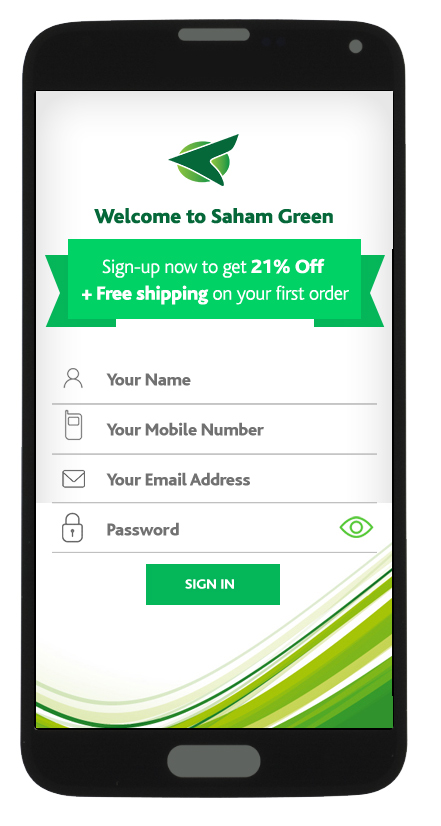 Welcome to Saham Green
Sign-up now to get 21% Off
+ Free shipping on your first order
Your Name
Your Mobile Number
Your Email Address
Password
SIGN IN